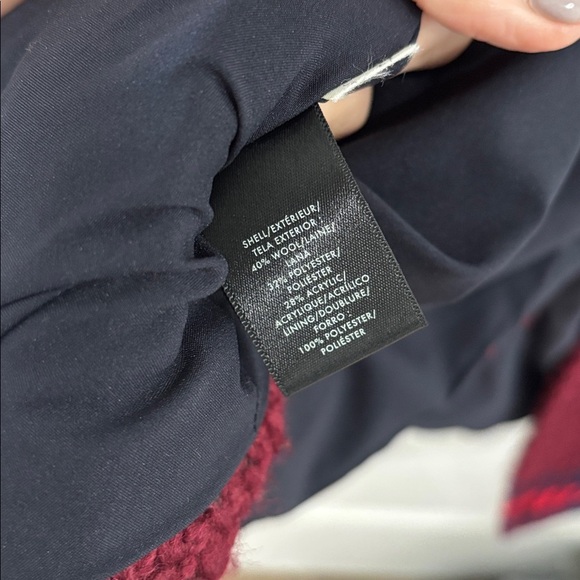 SHELL/EXTÉRIEUR/
TELA EXTERIOR :
40% WOOL/LAINE/
LANA
32% POLYESTER/
POLIÉSTER
28% ACRYLIC/
ACRYLIQUE/ACRÍLICO
LINING/DOUBLURE/
FORRO :
100% POLYESTER/
POLIÉSTER